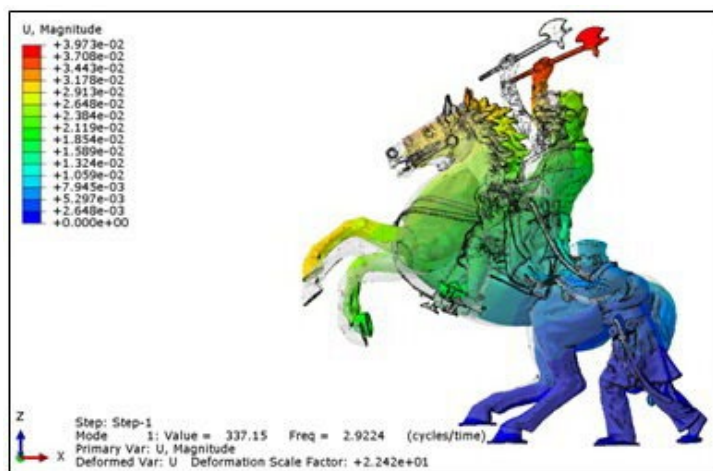 U, Magnitude
+3.973e-02
+3.708e-02
+3.443e-02
+3.178e-02
+2.913e-02
+2.648e-02
+2.384e-02
+2.119e-02
+1.854e-02
+1.589e-02
+1.324e-02
+1.059e-02
+7.945e-03
+5.297e-03
+2.648e-03
+0.000e+00
Z
X
Step: Step-1
Mode 1: Value = 337.15 Freq = 2.9224 (cycles/time)
Primary Var: U, Magnitude
Deformed Var: U Deformation Scale Factor: +2.242e+01